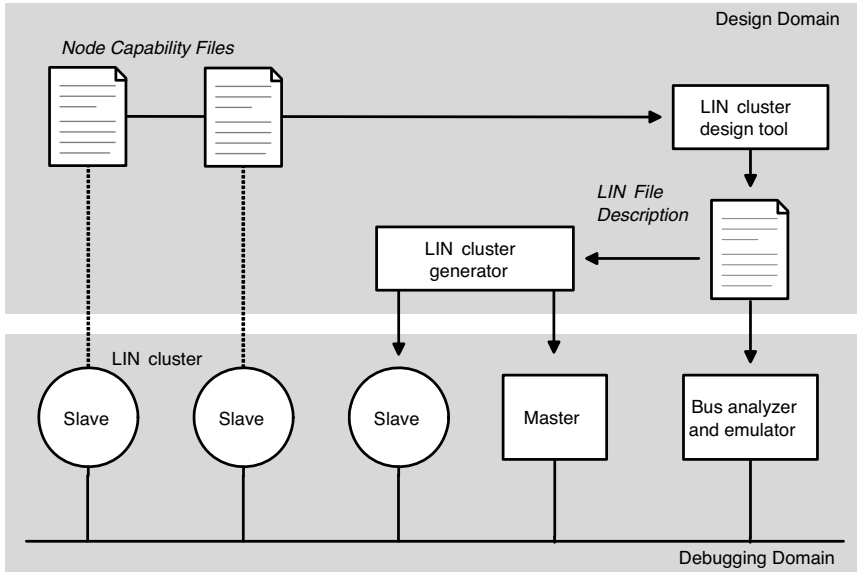 Design Domain
Node Capability Files
LIN cluster
design tool
LIN File
Description
LIN cluster
generator
LIN cluster
Slave
Slave
Slave
Master
Bus analyzer
and emulator
Debugging Domain